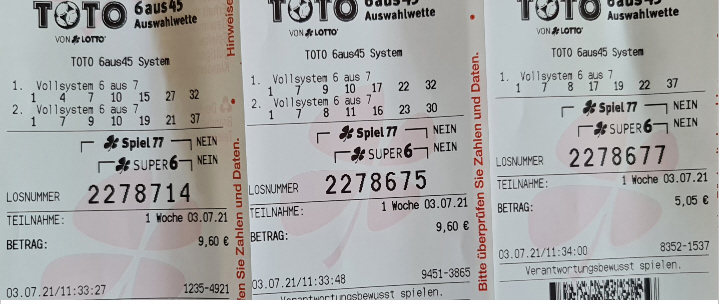 TOTO 6aus45
Auswahlwette
VON LOTTO
TOTO 6aus45 System
1. Vollsystem 6 aus 7
1 4 7 10 15 27 32
2. Vollsystem 6 aus 7
1 7 9 10 19 21 37
Spiel 77 NEIN
SUPER6 NEIN
LOSNUMMER 2278714
TEILNAHME: 1 Woche 03.07.21
BETRAG: 9,60 €
03.07.21/11:33:27 1235-4921
Hinweise
en Sie Zahlen und Daten.
TOTO 6aus45
Auswahlwette
VON LOTTO
TOTO 6aus45 System
1. Vollsystem 6 aus 7
1 7 9 10 17 22 32
2. Vollsystem 6 aus 7
1 7 8 11 16 23 30
Spiel 77 NEIN
SUPER6 NEIN
LOSNUMMER 2278675
TEILNAHME: 1 Woche 03.07.21
BETRAG: 9,60 €
03.07.21/11:33:48 9451-3865
Verantwortungsbewusst spielen.
Bitte überprüfen Sie Zahlen und Daten.
TOTO 6aus45
Auswahlwette
VON LOTTO
TOTO 6aus45 System
1. Vollsystem 6 aus 7
1 7 8 17 19 22 37
Spiel 77 NEIN
SUPER6 NEIN
LOSNUMMER 2278677
TEILNAHME: 1 Woche 03.07.21
BETRAG: 5,05 €
03.07.21/11:34:00 8352-1537
Verantwortungsbewusst spielen.